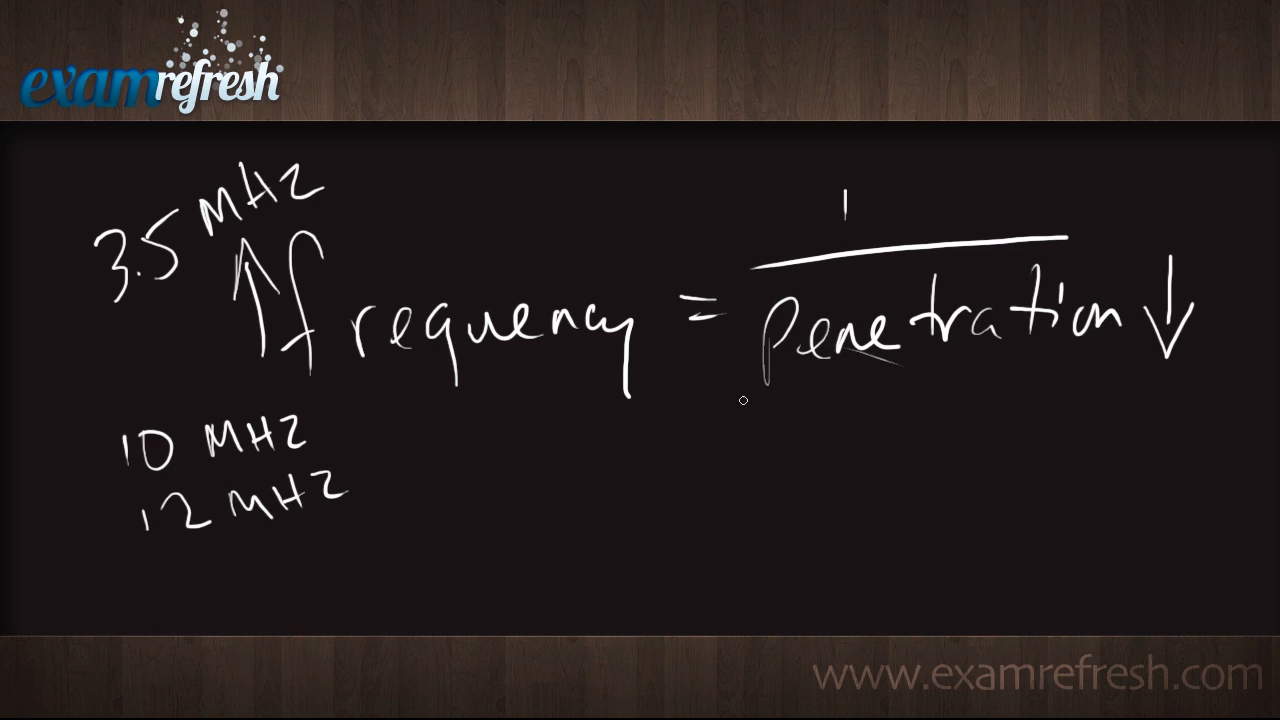 examrefresh
3.5 MHz
1
↑ frequency = penetration ↓
10 MHz
12 MHz
www.examrefresh.com